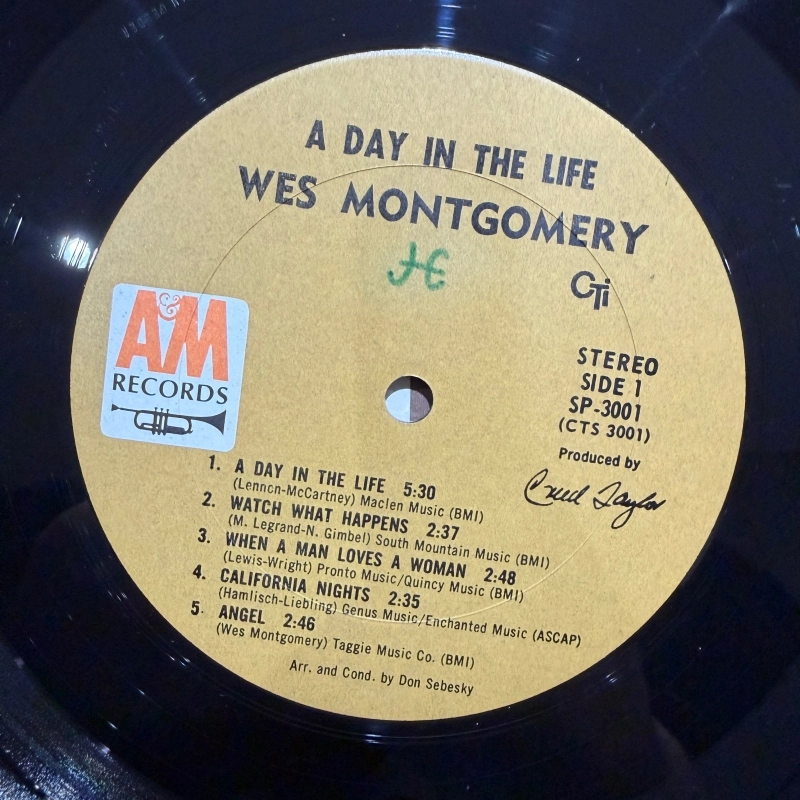 A DAY IN THE LIFE
WES MONTGOMERY
CTi
A&M
RECORDS
STEREO
SIDE 1
SP-3001
(CTS 3001)
Produced by
Creed Taylor
1. A DAY IN THE LIFE 5:30
(Lennon-McCartney) Maclen Music (BMI)
2. WATCH WHAT HAPPENS 2:37
(M. Legrand-N. Gimbel) South Mountain Music (BMI)
3. WHEN A MAN LOVES A WOMAN 2:48
(Lewis-Wright) Pronto Music/Quincy Music (BMI)
4. CALIFORNIA NIGHTS 2:35
(Hamlisch-Liebling) Genus Music/Enchanted Music (ASCAP)
5. ANGEL 2:46
(Wes Montgomery) Taggie Music Co. (BMI)
Arr. and Cond. by Don Sebesky